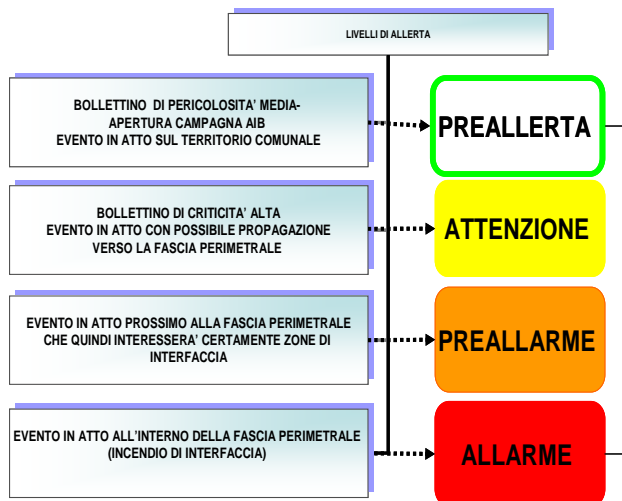 LIVELLI DI ALLERTA
BOLLETTINO DI PERICOLOSITA’ MEDIA-
APERTURA CAMPAGNA AIB
EVENTO IN ATTO SUL TERRITORIO COMUNALE
PREALLERTA
BOLLETTINO DI CRITICITA’ ALTA
EVENTO IN ATTO CON POSSIBILE PROPAGAZIONE
VERSO LA FASCIA PERIMETRALE
ATTENZIONE
EVENTO IN ATTO PROSSIMO ALLA FASCIA PERIMETRALE
CHE QUINDI INTERESSERA’ CERTAMENTE ZONE DI
INTERFACCIA
PREALLARME
EVENTO IN ATTO ALL’INTERNO DELLA FASCIA PERIMETRALE
(INCENDIO DI INTERFACCIA)
ALLARME